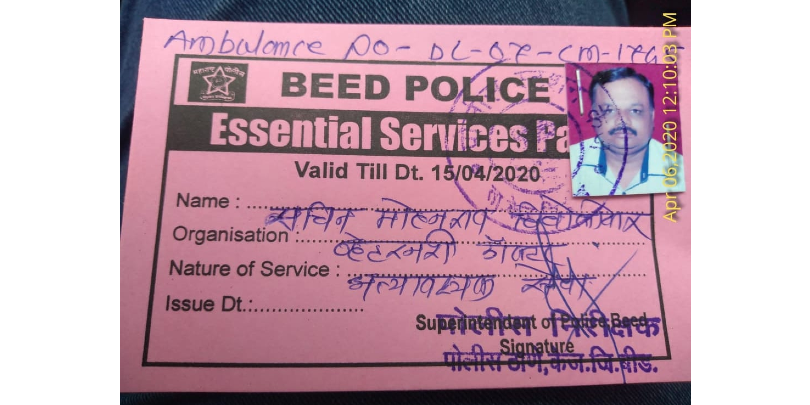 Ambulance no - DL-07-CM-
BEED POLICE
Essential Services Pa
Valid Till Dt. 15/04/2020
Name : सचिन मोहनराव
Organisation : व्हेटरनरी
Nature of Service : अत्यावश्यक सेवा
Issue Dt.:
Superintendant of Police Beed
पोलीस निरीक्षक
Signature
पोलीस ठाणे, केज.जि.बीड.
Apr 06, 2020 12:10:03 PM